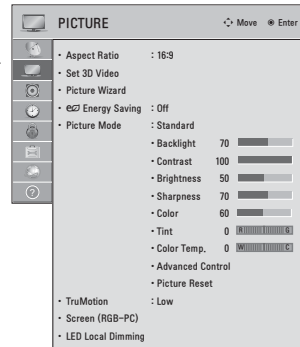 PICTURE Move Enter
• Aspect Ratio : 16:9
• Set 3D Video
• Picture Wizard
• Energy Saving : Off
• Picture Mode : Standard
• Backlight 70
• Contrast 100
• Brightness 50
• Sharpness 70
• Color 60
• Tint 0 R G
• Color Temp. 0 W C
• Advanced Control
• Picture Reset
• TruMotion : Low
• Screen (RGB-PC)
• LED Local Dimming